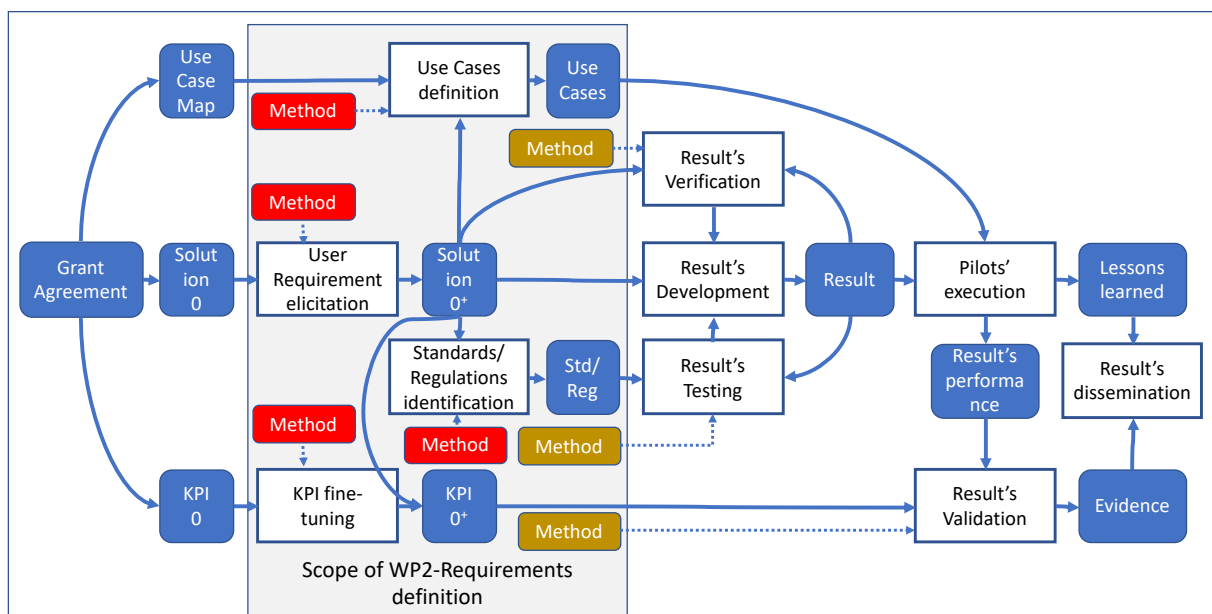 Use
Case
Map
Use Cases
definition
Use
Cases
Method
Method
Result's
Verification
Method
Grant
Agreement
Solut
ion
0
User
Requirement
elicitation
Solut
ion
0⁺
Result's
Development
Result
Pilots'
execution
Lessons
learned
Standards/
Regulations
identification
Std/
Reg
Result's
Testing
Result's
performa
nce
Result's
dissemination
Method
Method
Method
KPI
0
KPI fine-
tuning
KPI
0⁺
Method
Result's
Validation
Evidence
Scope of WP2-Requirements
definition